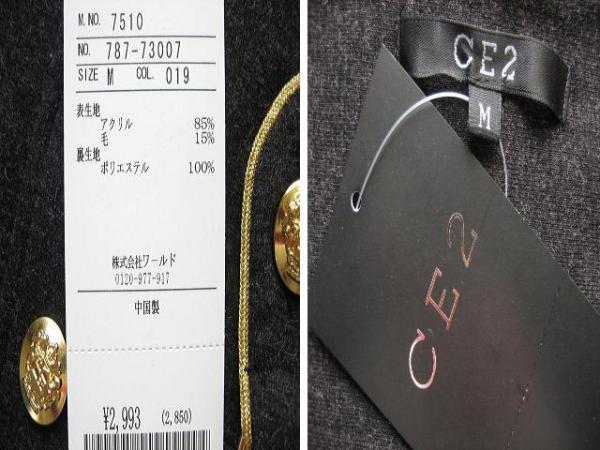 M.NO. 7510
NO. 787-73007
SIZE M COL. 019
表生地
アクリル 85%
毛 15%
裏生地
ポリエステル 100%
株式会社ワールド
0120-977-917
中国製
¥2,993 (2,850)
CE2
M
CE2